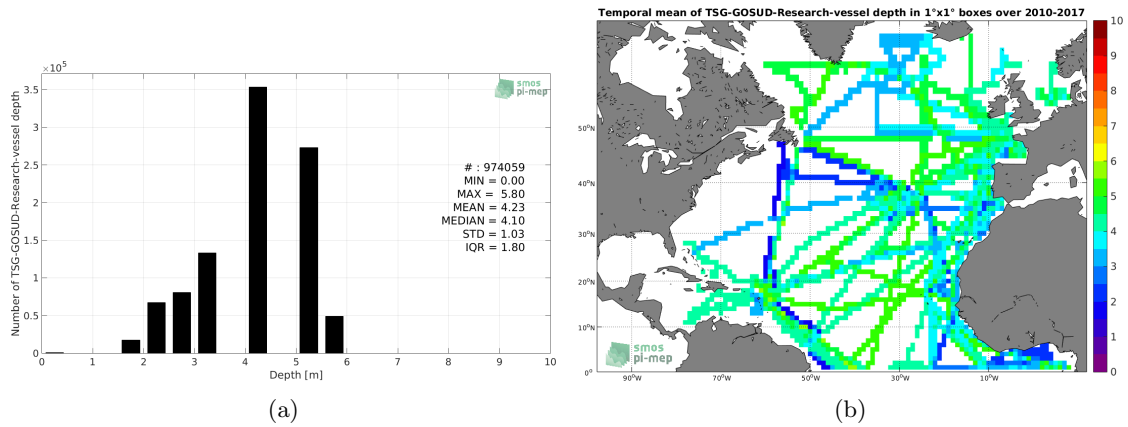 ×10⁵
3.5
3
2.5
2
1.5
1
0.5
0
0 1 2 3 4 5 6 7 8 9 10
Number of TSG-GOSUD-Research-vessel depth
Depth [m]
smos
pi-mep
# : 974059
MIN = 0.00
MAX = 5.80
MEAN = 4.23
MEDIAN = 4.10
STD = 1.03
IQR = 1.80
(a)
Temporal mean of TSG-GOSUD-Research-vessel depth in 1°x1° boxes over 2010-2017
50°N
40°N
30°N
20°N
10°N
0°
90°W 70°W 50°W 30°W 10°W
smos
pi-mep
10
9
8
7
6
5
4
3
2
1
0
(b)